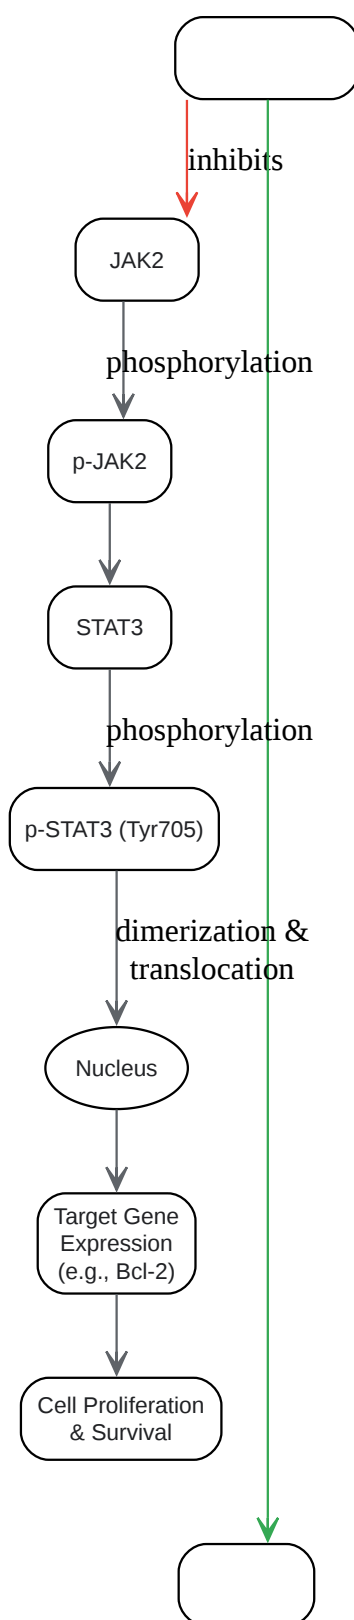 inhibits
JAK2
phosphorylation
p-JAK2
STAT3
phosphorylation
p-STAT3 (Tyr705)
dimerization &
translocation
Nucleus
Target Gene
Expression
(e.g., Bcl-2)
Cell Proliferation
& Survival